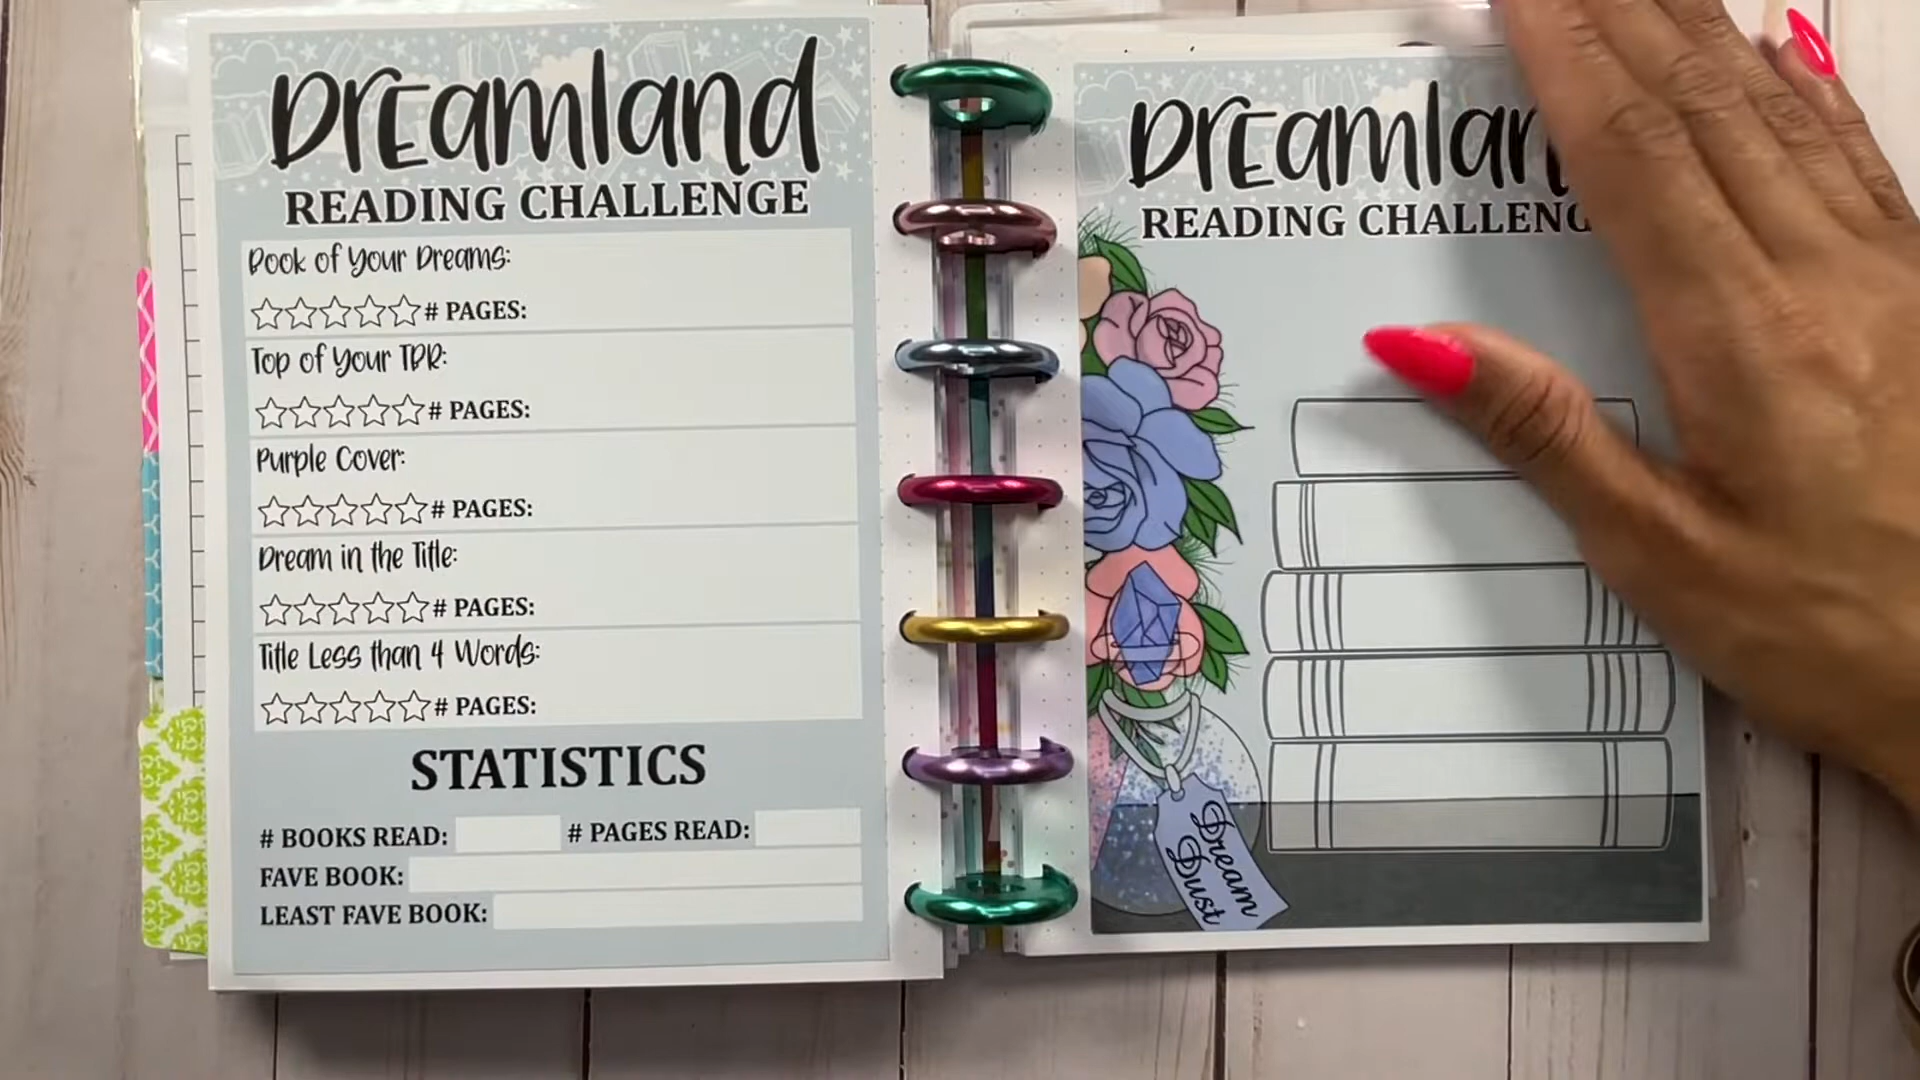 DrEamland
READING CHALLENGE
Book of Your Dreams:
# PAGES:
Top of Your TBR:
# PAGES:
Purple Cover:
# PAGES:
Dream in the Title:
# PAGES:
Title Less than 4 Words:
# PAGES:
STATISTICS
# BOOKS READ: # PAGES READ:
FAVE BOOK:
LEAST FAVE BOOK:
DrEamlan
READING CHALLENG
Dream
Dust